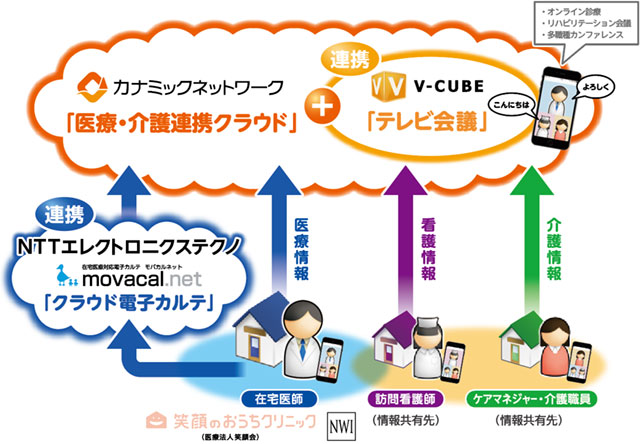 ・オンライン診療
・リハビリテーション会議
・多職種カンファレンス
カナミックネットワーク
「医療・介護連携クラウド」
+
連携
V-CUBE
「テレビ会議」
こんにちは
よろしく
連携
NTTエレクトロニクステクノ
在宅医療対応電子カルテ モバカルネット
movacal.net
「クラウド電子カルテ」
医療情報
看護情報
介護情報
在宅医師
訪問看護師
(情報共有先)
ケアマネジャー・介護職員
(情報共有先)
笑顔のおうちクリニック
(医療法人笑顔会)
NWI